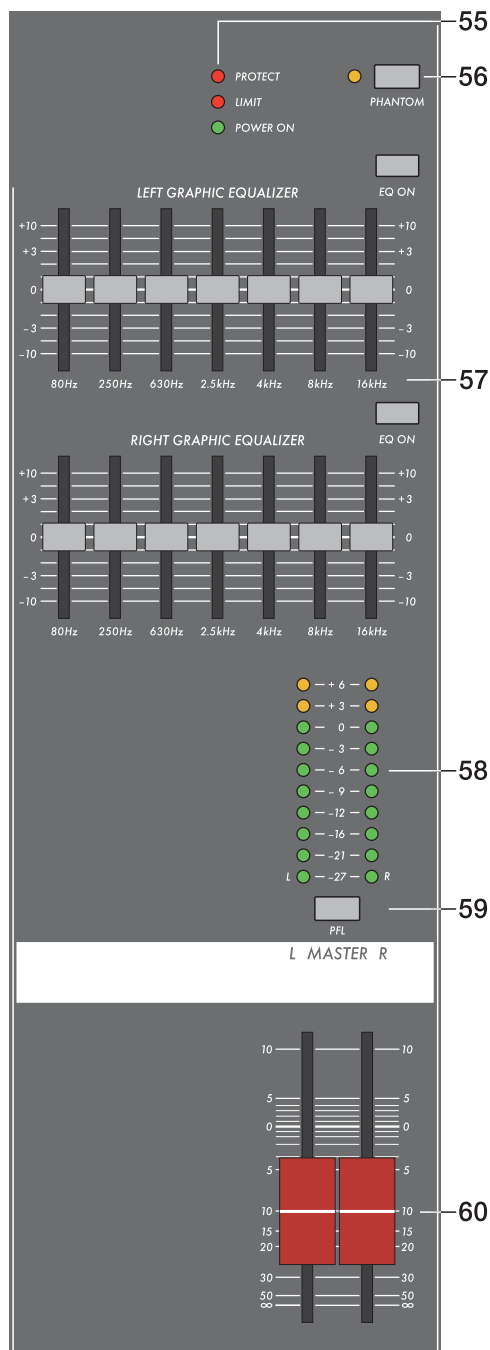 55
PROTECT
56
LIMIT
PHANTOM
POWER ON
EQ ON
LEFT GRAPHIC EQUALIZER
+10 +10
+3 +3
0 0
–3 –3
–10 –10
80Hz 250Hz 630Hz 2.5kHz 4kHz 8kHz 16kHz
57
EQ ON
RIGHT GRAPHIC EQUALIZER
+10 +10
+3 +3
0 0
–3 –3
–10 –10
80Hz 250Hz 630Hz 2.5kHz 4kHz 8kHz 16kHz
+ 6
+ 3
0
– 3
– 6
58
– 9
–12
–16
–21
L –27 R
59
PFL
L MASTER R
10 10
5 5
0 0
5 5
10 10
60
15 15
20 20
30 30
50 50
∞ ∞